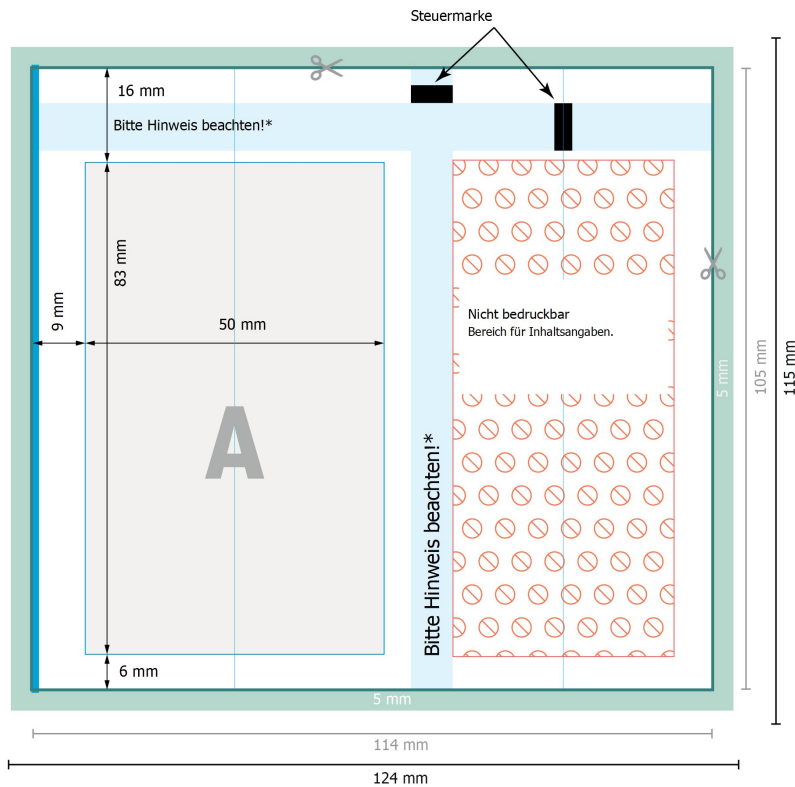 Steuermarke
16 mm
Bitte Hinweis beachten!*
83 mm
9 mm
50 mm
Nicht bedruckbar
Bereich für Inhaltsangaben.
A
Bitte Hinweis beachten!*
5 mm
105 mm
115 mm
6 mm
5 mm
114 mm
124 mm